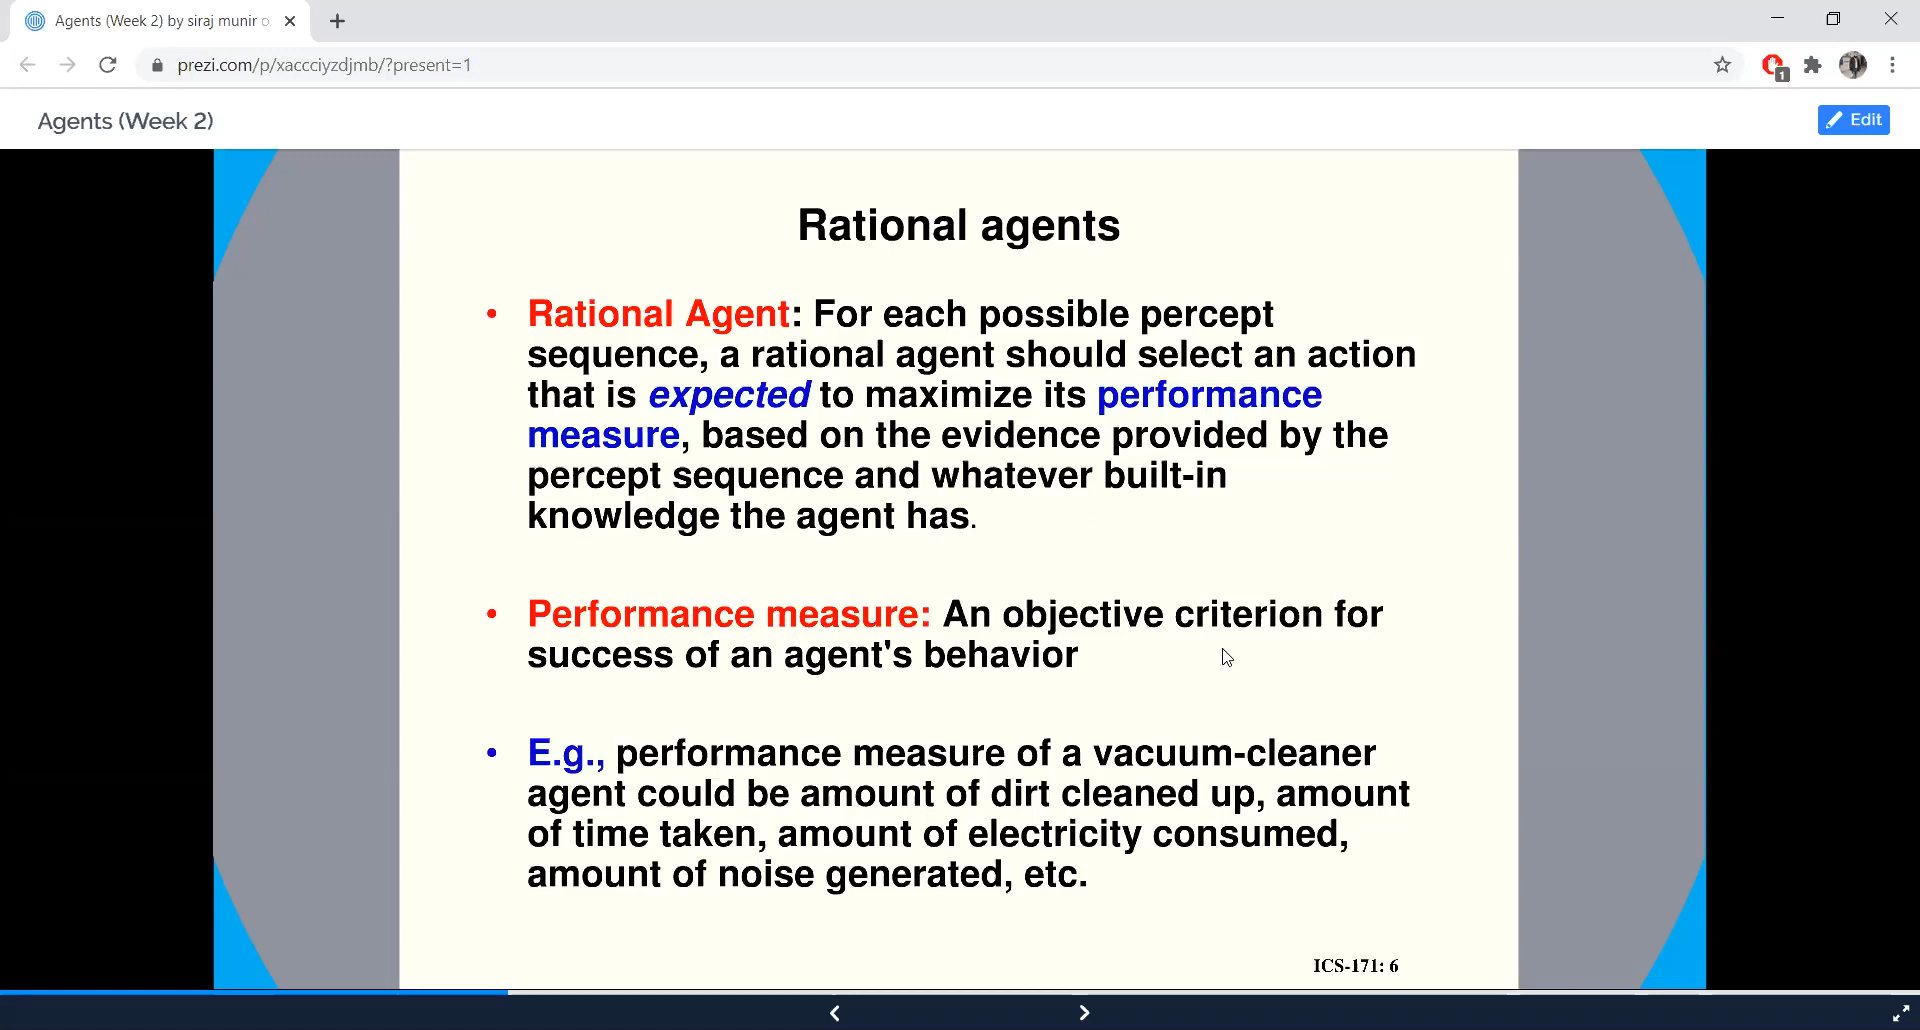 Agents (Week 2) by siraj munir o
prezi.com/p/xaccciyzdjmb/?present=1
1
Agents (Week 2)
Edit
Rational agents
• Rational Agent: For each possible percept
sequence, a rational agent should select an action
that is expected to maximize its performance
measure, based on the evidence provided by the
percept sequence and whatever built-in
knowledge the agent has.
• Performance measure: An objective criterion for
success of an agent's behavior
• E.g., performance measure of a vacuum-cleaner
agent could be amount of dirt cleaned up, amount
of time taken, amount of electricity consumed,
amount of noise generated, etc.
ICS-171: 6